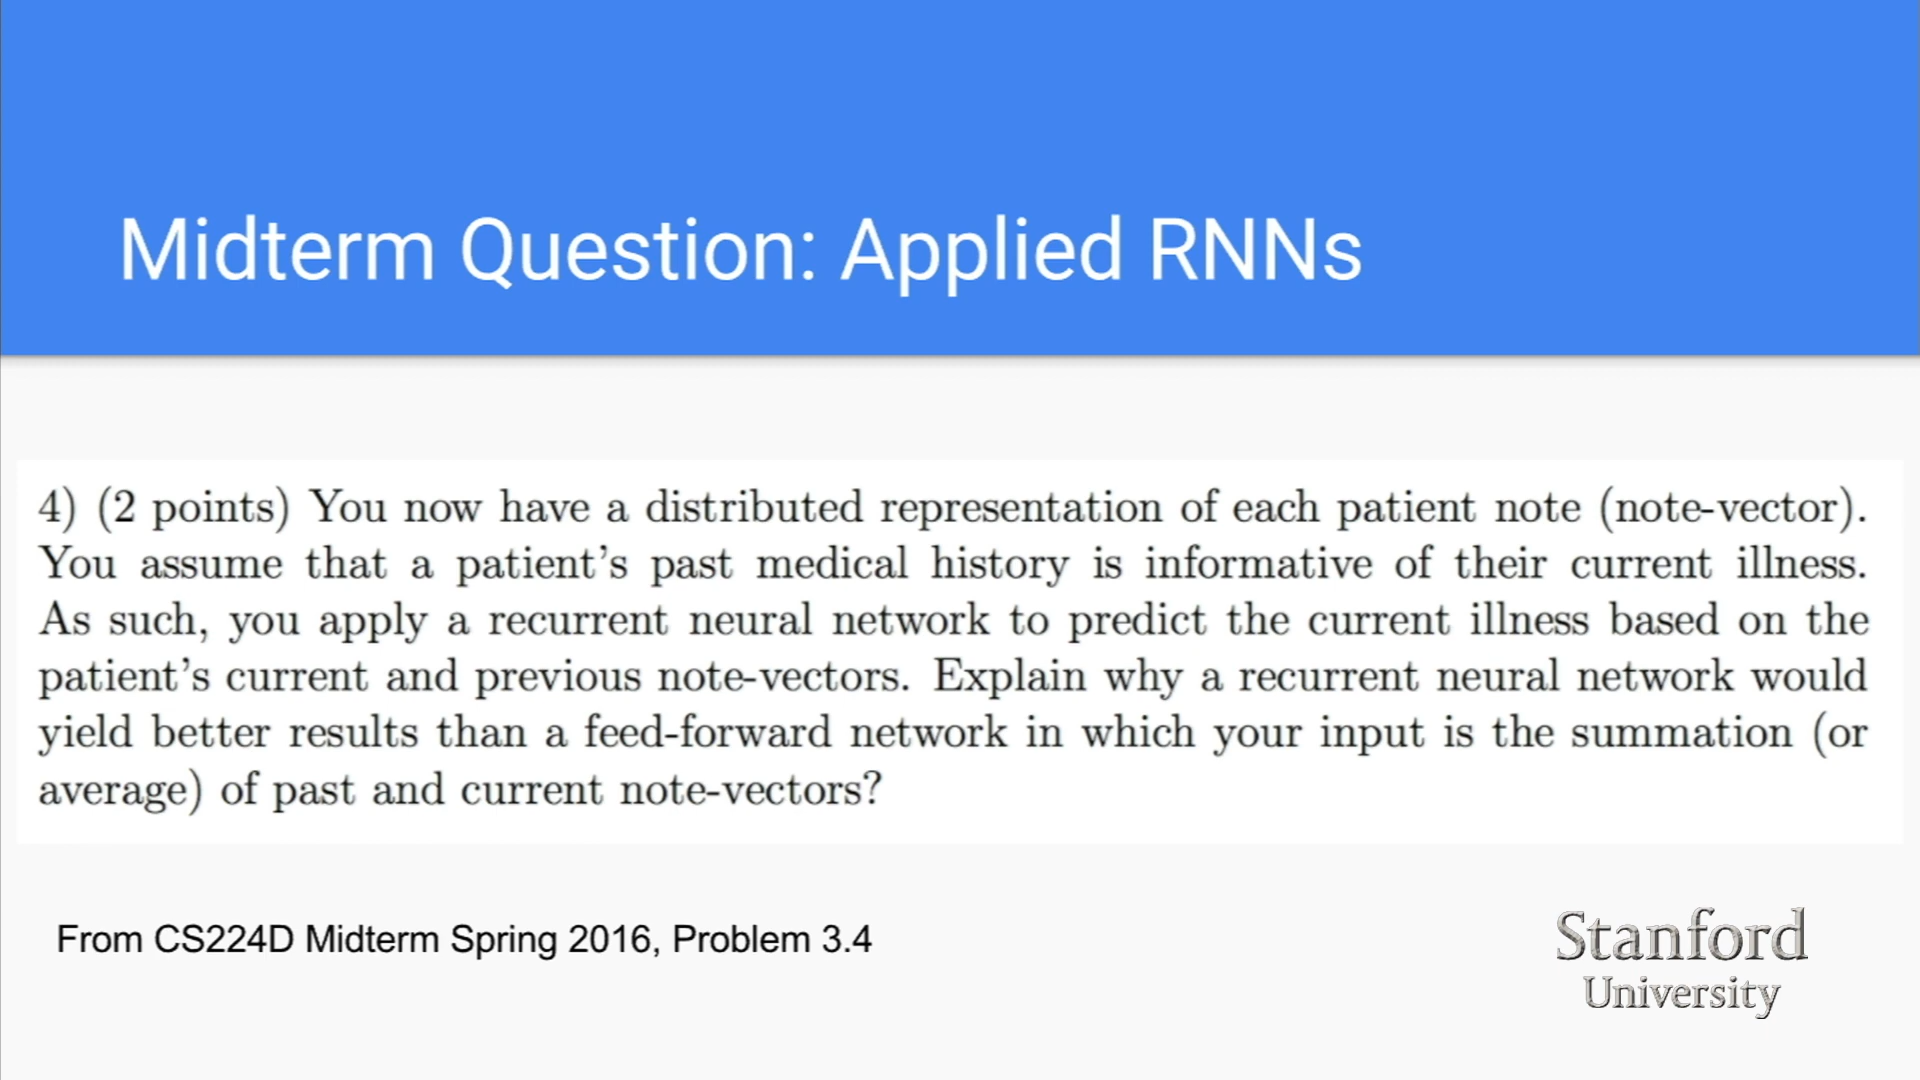 Midterm Question: Applied RNNs
4) (2 points) You now have a distributed representation of each patient note (note-vector).
You assume that a patient's past medical history is informative of their current illness.
As such, you apply a recurrent neural network to predict the current illness based on the
patient's current and previous note-vectors. Explain why a recurrent neural network would
yield better results than a feed-forward network in which your input is the summation (or
average) of past and current note-vectors?
From CS224D Midterm Spring 2016, Problem 3.4
Stanford
University